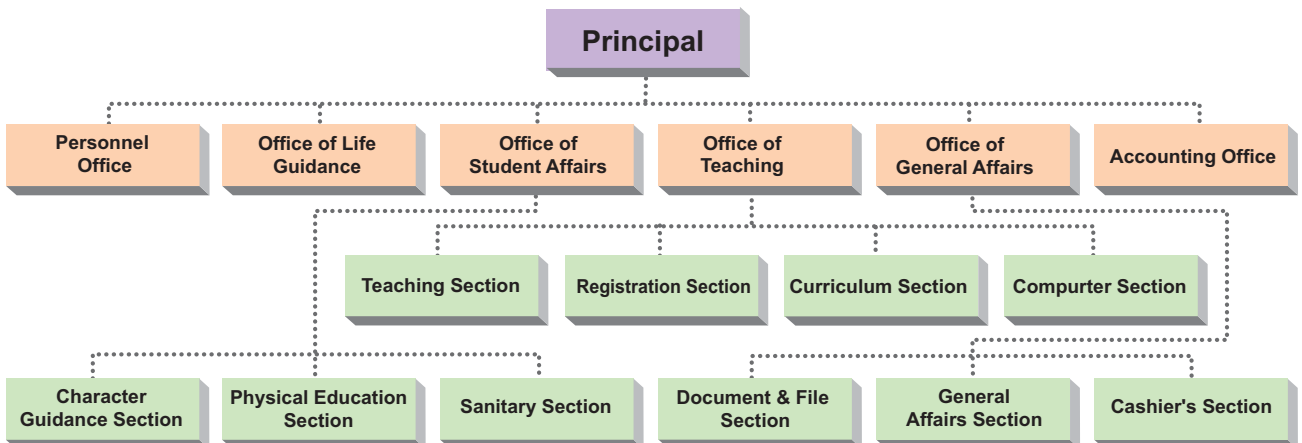 Principal
Personnel
Office
Office of Life
Guidance
Office of
Student Affairs
Office of
Teaching
Office of
General Affairs
Accounting Office
Teaching Section
Registration Section
Curriculum Section
Compurter Section
Character
Guidance Section
Physical Education
Section
Sanitary Section
Document & File
Section
General
Affairs Section
Cashier's Section